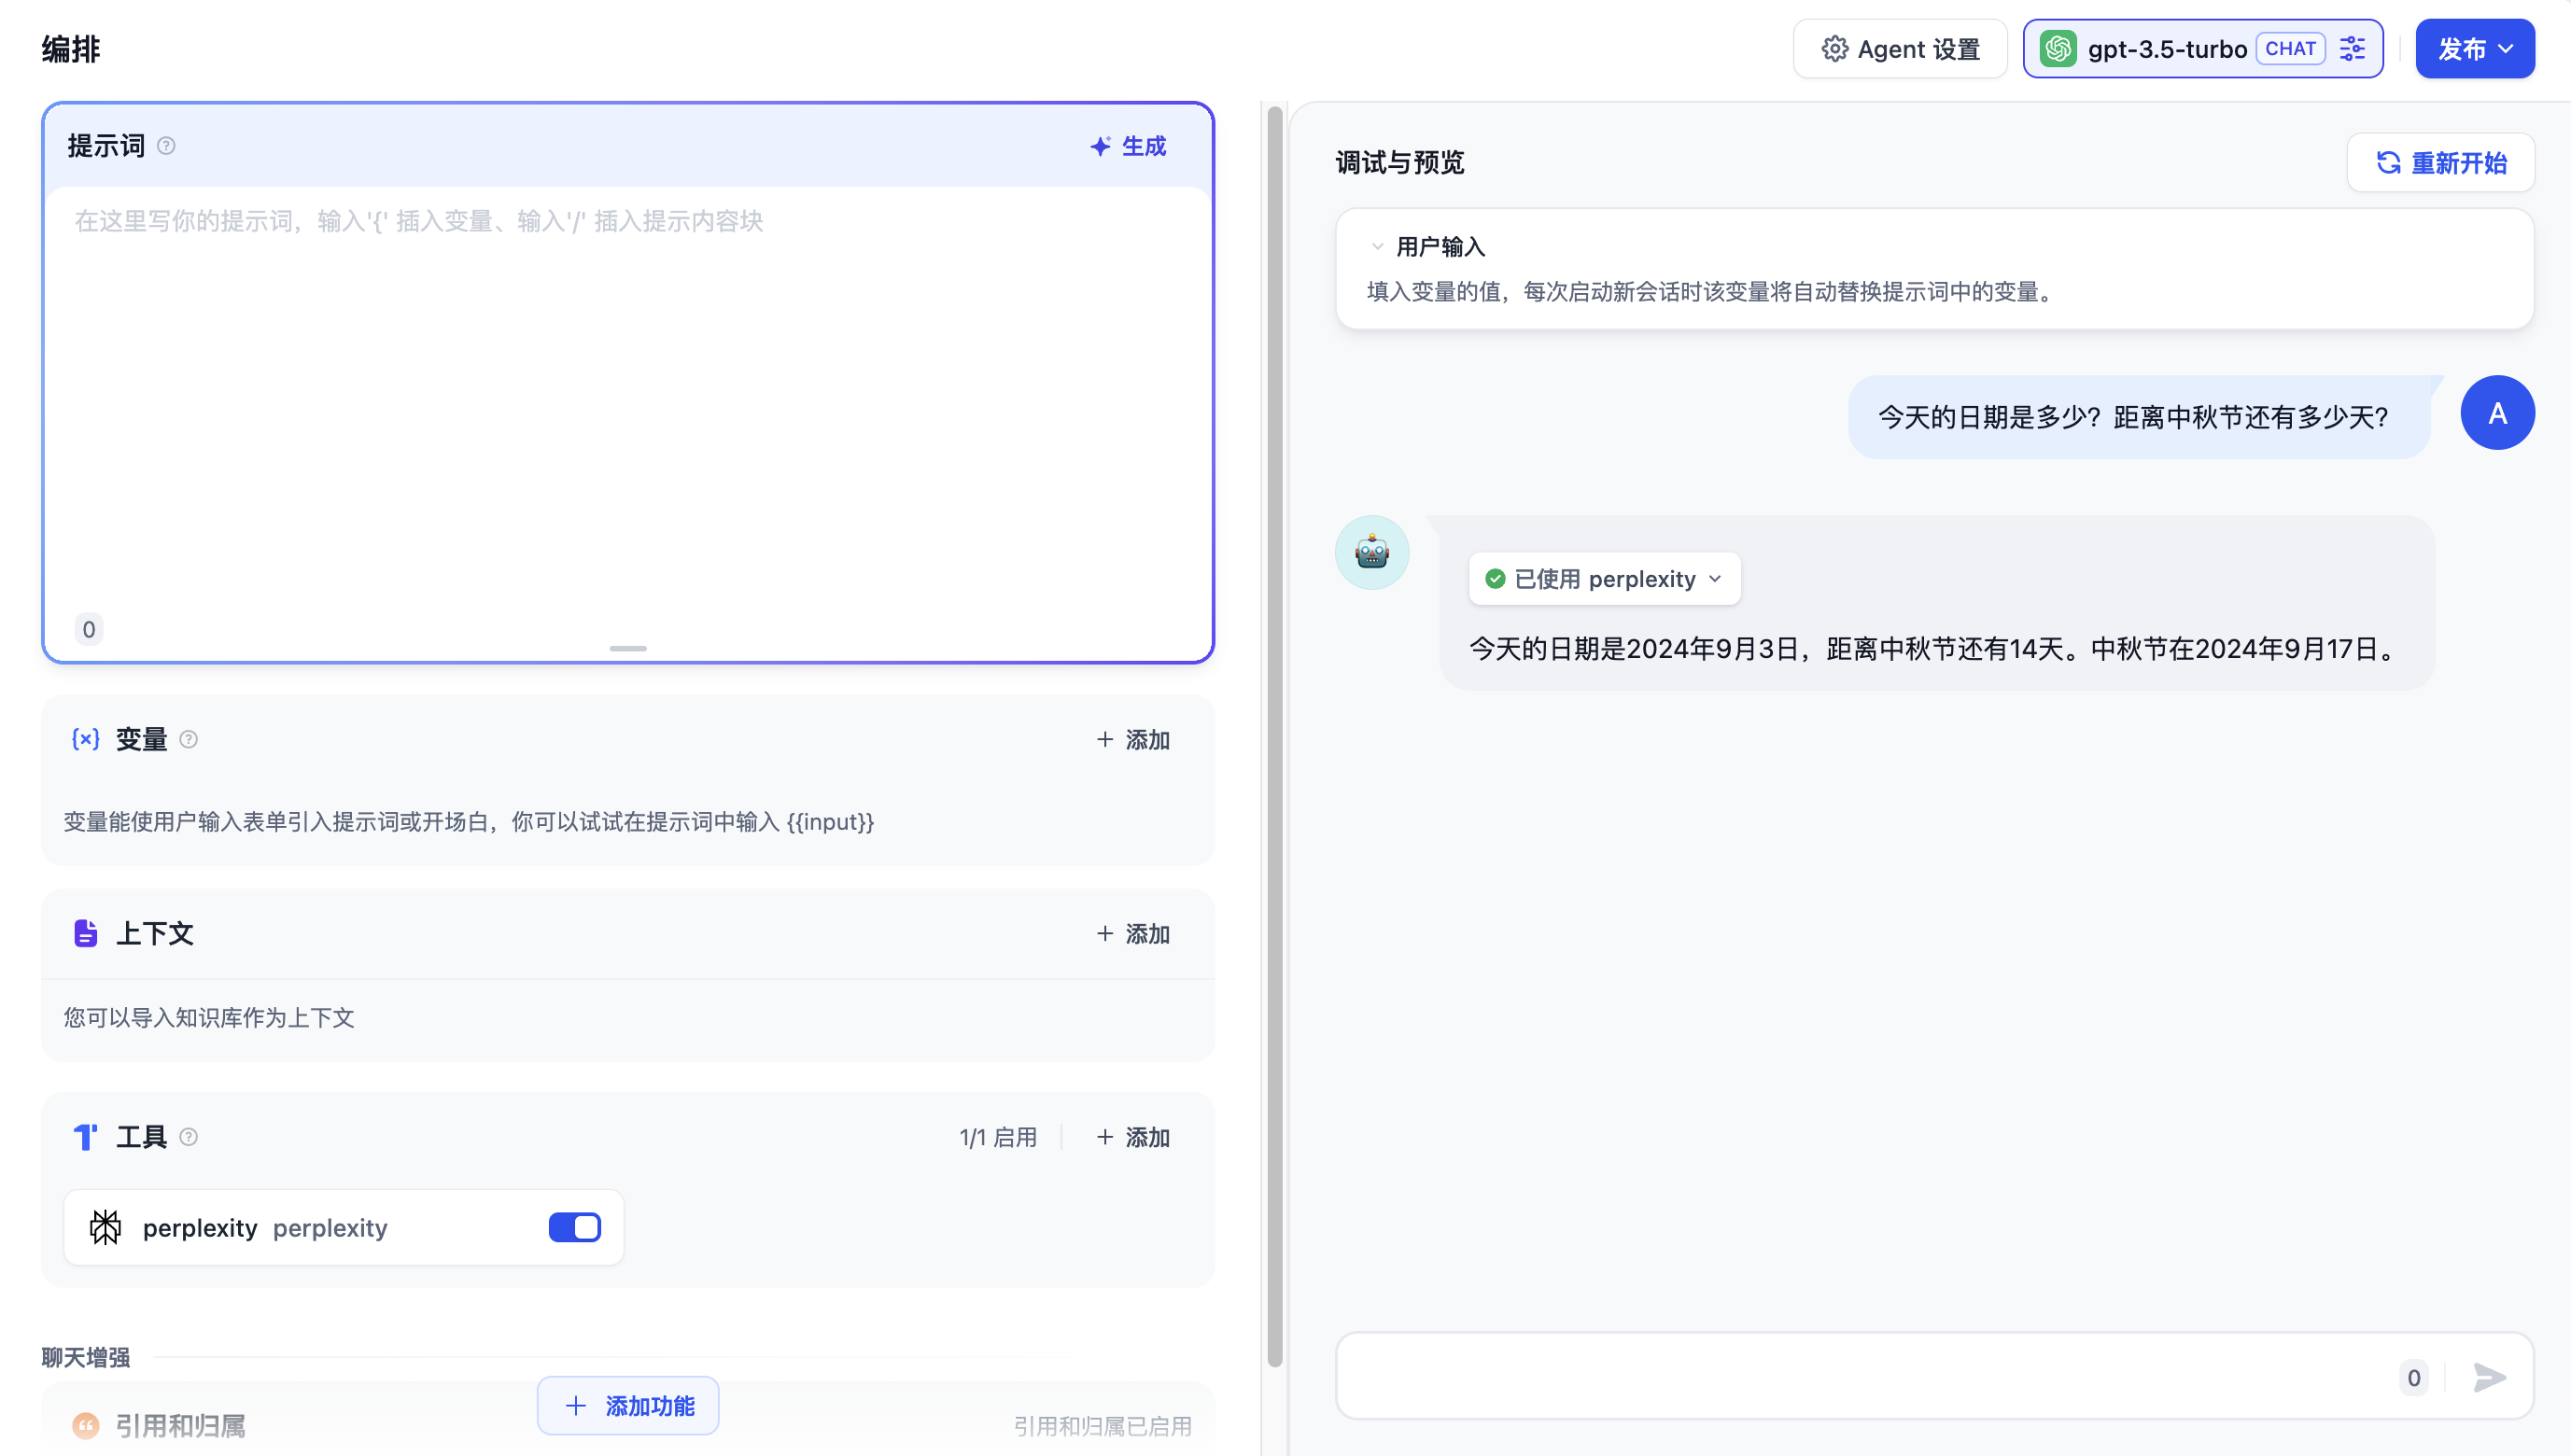 编排
Agent 设置
gpt-3.5-turbo CHAT
发布
提示词
生成
在这里写你的提示词，输入'{' 插入变量、输入'/' 插入提示内容块
0
变量
添加
变量能使用户输入表单引入提示词或开场白，你可以试试在提示词中输入 {{input}}
上下文
添加
您可以导入知识库作为上下文
工具
1/1 启用
添加
perplexity perplexity
聊天增强
添加功能
引用和归属
引用和归属已启用
调试与预览
重新开始
用户输入
填入变量的值，每次启动新会话时该变量将自动替换提示词中的变量。
今天的日期是多少？距离中秋节还有多少天？
A
已使用 perplexity
今天的日期是2024年9月3日，距离中秋节还有14天。中秋节在2024年9月17日。
0